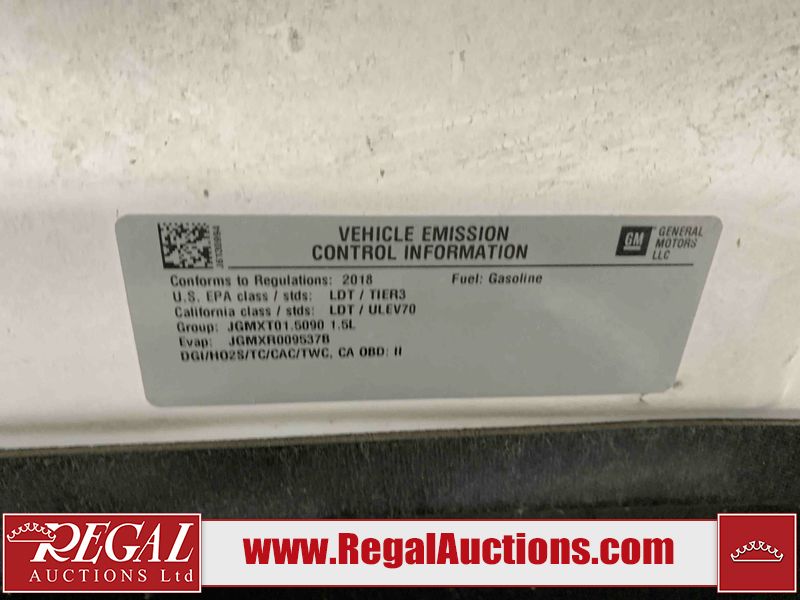 VEHICLE EMISSION
CONTROL INFORMATION
GM
GENERAL
MOTORS
LLC
Conforms to Regulations: 2018 Fuel: Gasoline
U.S. EPA class / stds: LDT / TIER3
California class / stds: LDT / ULEV70
Group: JGMXT01.5090 1.5L
Evap: JGMXR009537B
DGI/HO2S/TC/CAC/TWC, CA OBD: II
REGAL
AUCTIONS Ltd
www.RegalAuctions.com